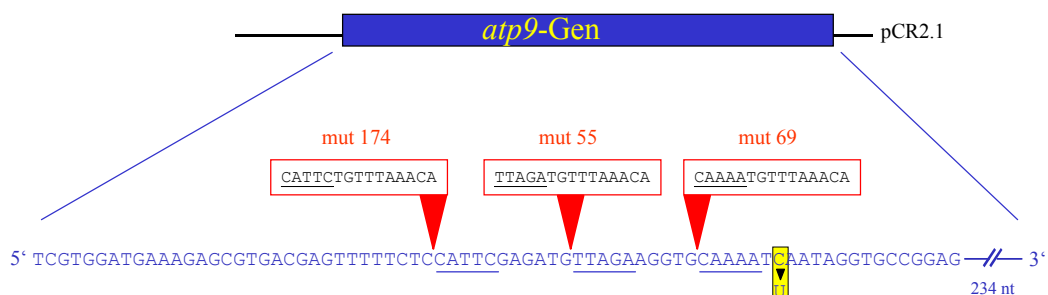 atp9-Gen
pCR2.1
mut 174 mut 55 mut 69
CATTCTGTTTAAACA TTAGATGTTTAAACA CAAAATGTTTAAACA
5‘ TCGTGGATGAAAGAGCGTGACGAGTTTTTCTCCATTCGAGATGTTAGAAGGTGCAAAATCAATAGGTGCCGGAG 3‘
U
234 nt